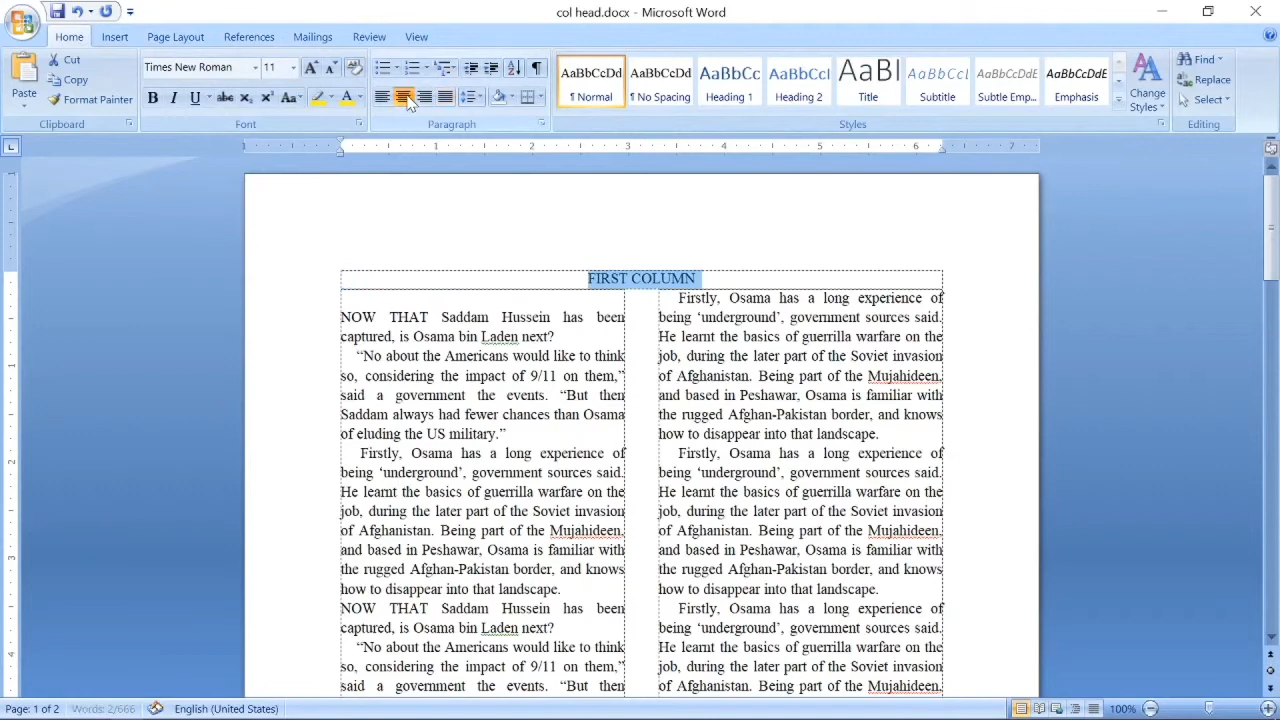 col head.docx - Microsoft Word
Home Insert Page Layout References Mailings Review View
Cut
Copy
Format Painter
Paste
Clipboard
Times New Roman 11
B I U abc x₂ x² Aa A
Font
Paragraph
AaBbCcDd AaBbCcDd AaBbCc AaBbCcI AaBl AaBbCcI AaBbCcDdE AaBbCcDdE
¶ Normal ¶ No Spacing Heading 1 Heading 2 Title Subtitle Subtle Emp... Emphasis
Change
Styles
Styles
Find
Replace
Select
Editing
1 1 2 3 4 5 6 7
FIRST COLUMN
NOW THAT Saddam Hussein has been
captured, is Osama bin Laden next?
“No about the Americans would like to think
so, considering the impact of 9/11 on them,”
said a government the events. “But then
Saddam always had fewer chances than Osama
of eluding the US military.”
Firstly, Osama has a long experience of
being ‘underground’, government sources said.
He learnt the basics of guerrilla warfare on the
job, during the later part of the Soviet invasion
of Afghanistan. Being part of the Mujahideen,
and based in Peshawar, Osama is familiar with
the rugged Afghan-Pakistan border, and knows
how to disappear into that landscape.
NOW THAT Saddam Hussein has been
captured, is Osama bin Laden next?
“No about the Americans would like to think
so, considering the impact of 9/11 on them,”
said a government the events. “But then
Firstly, Osama has a long experience of
being ‘underground’, government sources said.
He learnt the basics of guerrilla warfare on the
job, during the later part of the Soviet invasion
of Afghanistan. Being part of the Mujahideen,
and based in Peshawar, Osama is familiar with
the rugged Afghan-Pakistan border, and knows
how to disappear into that landscape.
Firstly, Osama has a long experience of
being ‘underground’, government sources said.
He learnt the basics of guerrilla warfare on the
job, during the later part of the Soviet invasion
of Afghanistan. Being part of the Mujahideen,
and based in Peshawar, Osama is familiar with
the rugged Afghan-Pakistan border, and knows
how to disappear into that landscape.
Firstly, Osama has a long experience of
being ‘underground’, government sources said.
He learnt the basics of guerrilla warfare on the
job, during the later part of the Soviet invasion
of Afghanistan. Being part of the Mujahideen,
Page: 1 of 2 Words: 2/666 English (United States) 100%